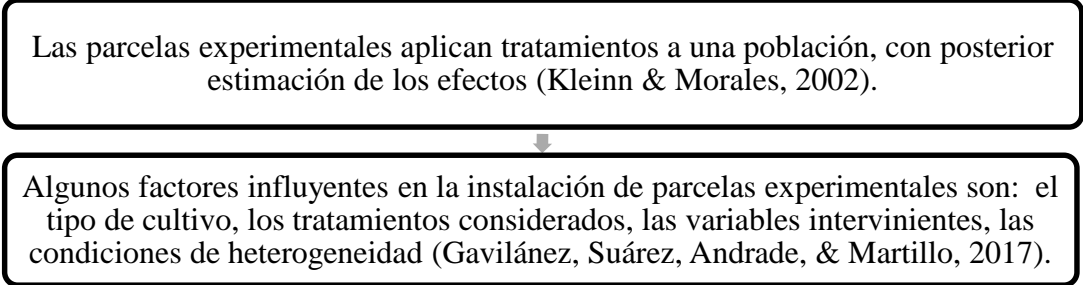 Las parcelas experimentales aplican tratamientos a una población, con posterior
estimación de los efectos (Kleinn & Morales, 2002).
Algunos factores influyentes en la instalación de parcelas experimentales son: el
tipo de cultivo, los tratamientos considerados, las variables intervinientes, las
condiciones de heterogeneidad (Gavilánez, Suárez, Andrade, & Martillo, 2017).